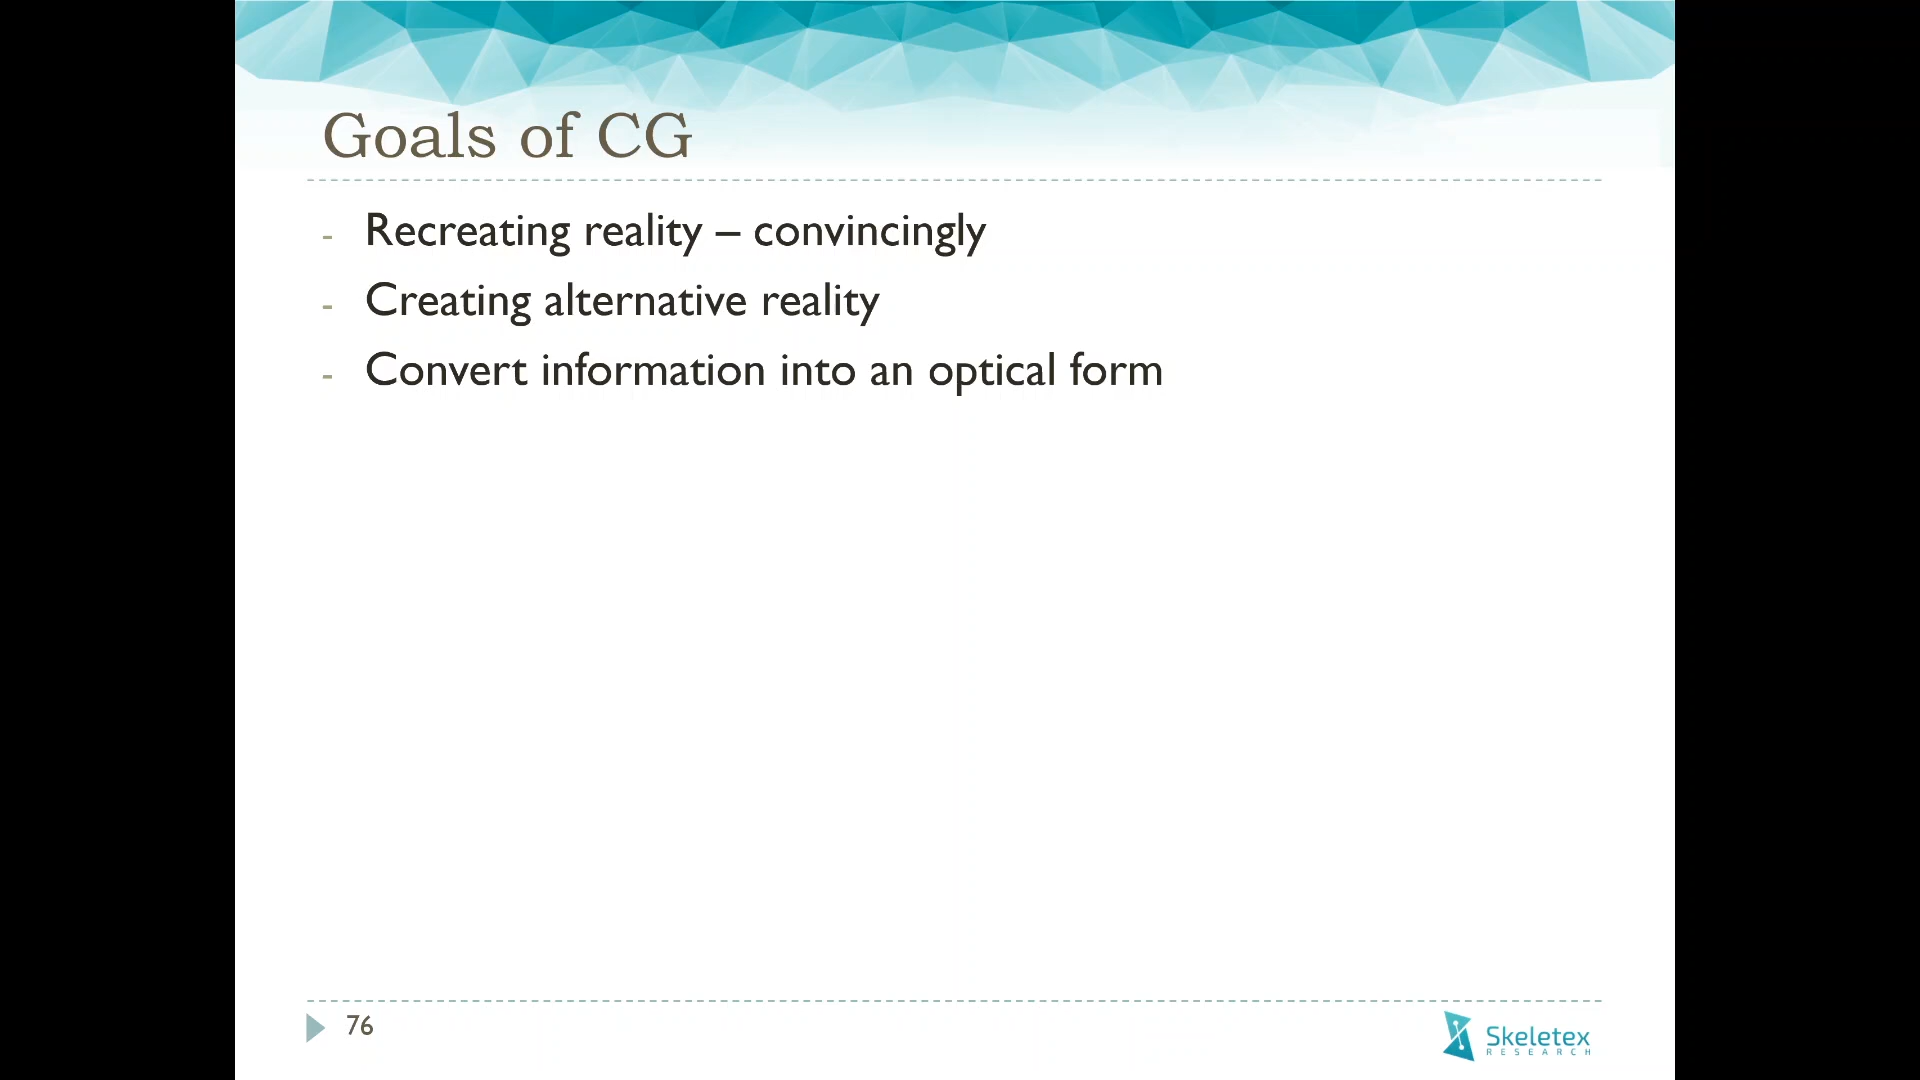 Goals of CG
- Recreating reality – convincingly
- Creating alternative reality
- Convert information into an optical form
76
Skeletex
RESEARCH